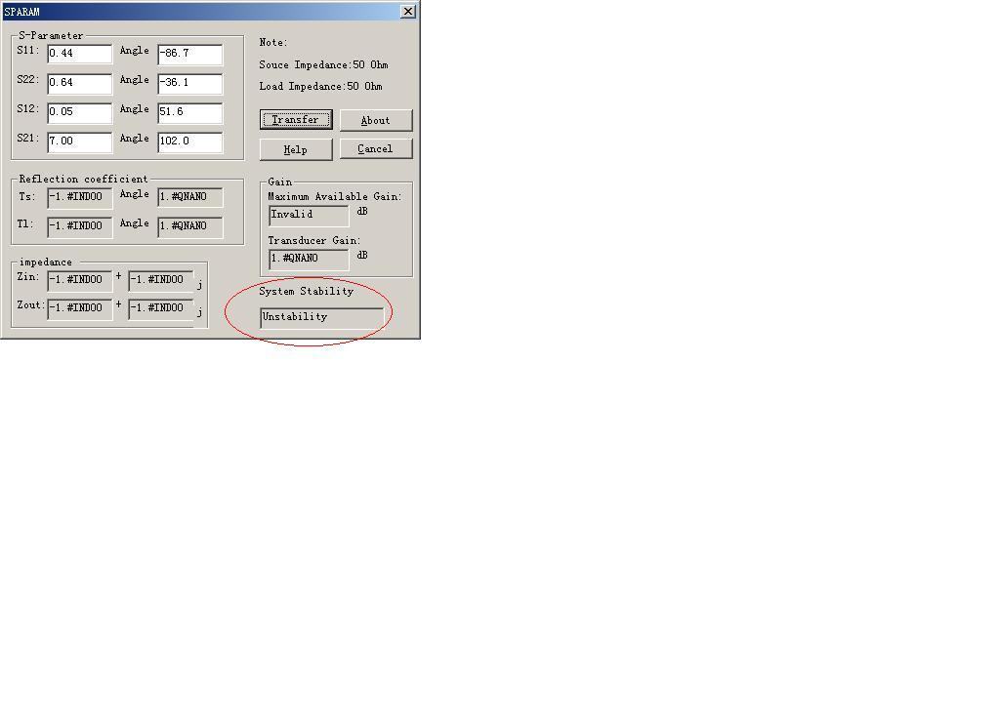 SPARAM
S-Parameter
S11: 0.44 Angle -86.7
S22: 0.64 Angle -36.1
S12: 0.05 Angle 51.6
S21: 7.00 Angle 102.0
Note:
Souce Impedance:50 Ohm
Load Impedance:50 Ohm
Transfer About
Help Cancel
Reflection coefficient
Ts: -1.#IND00 Angle 1.#QNAN0
Tl: -1.#IND00 Angle 1.#QNAN0
Gain
Maximum Available Gain:
Invalid dB
Transducer Gain:
1.#QNAN0 dB
impedance
Zin: -1.#IND00 + -1.#IND00 j
Zout: -1.#IND00 + -1.#IND00 j
System Stability
Unstability